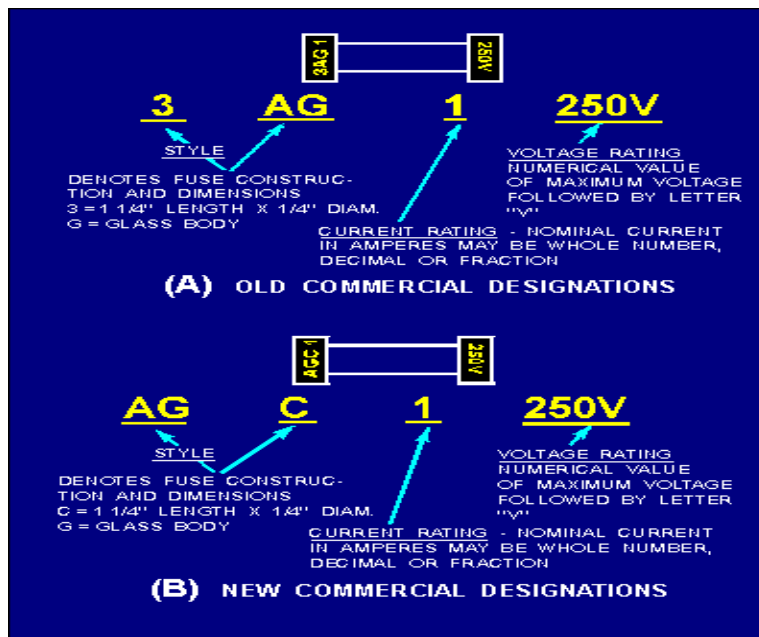 3AG 1 250V
3 AG 1 250V
STYLE
DENOTES FUSE CONSTRUC-
TION AND DIMENSIONS
3 = 1 1/4" LENGTH X 1/4" DIAM.
G = GLASS BODY
VOLTAGE RATING
NUMERICAL VALUE
OF MAXIMUM VOLTAGE
FOLLOWED BY LETTER
"V"
CURRENT RATING - NOMINAL CURRENT
IN AMPERES MAY BE WHOLE NUMBER,
DECIMAL OR FRACTION
(A) OLD COMMERCIAL DESIGNATIONS
AGC 1 250V
AG C 1 250V
STYLE
DENOTES FUSE CONSTRUC-
TION AND DIMENSIONS
C = 1 1/4" LENGTH X 1/4" DIAM.
G = GLASS BODY
VOLTAGE RATING
NUMERICAL VALUE
OF MAXIMUM VOLTAGE
FOLLOWED BY LETTER
"V"
CURRENT RATING - NOMINAL CURRENT
IN AMPERES MAY BE WHOLE NUMBER,
DECIMAL OR FRACTION
(B) NEW COMMERCIAL DESIGNATIONS